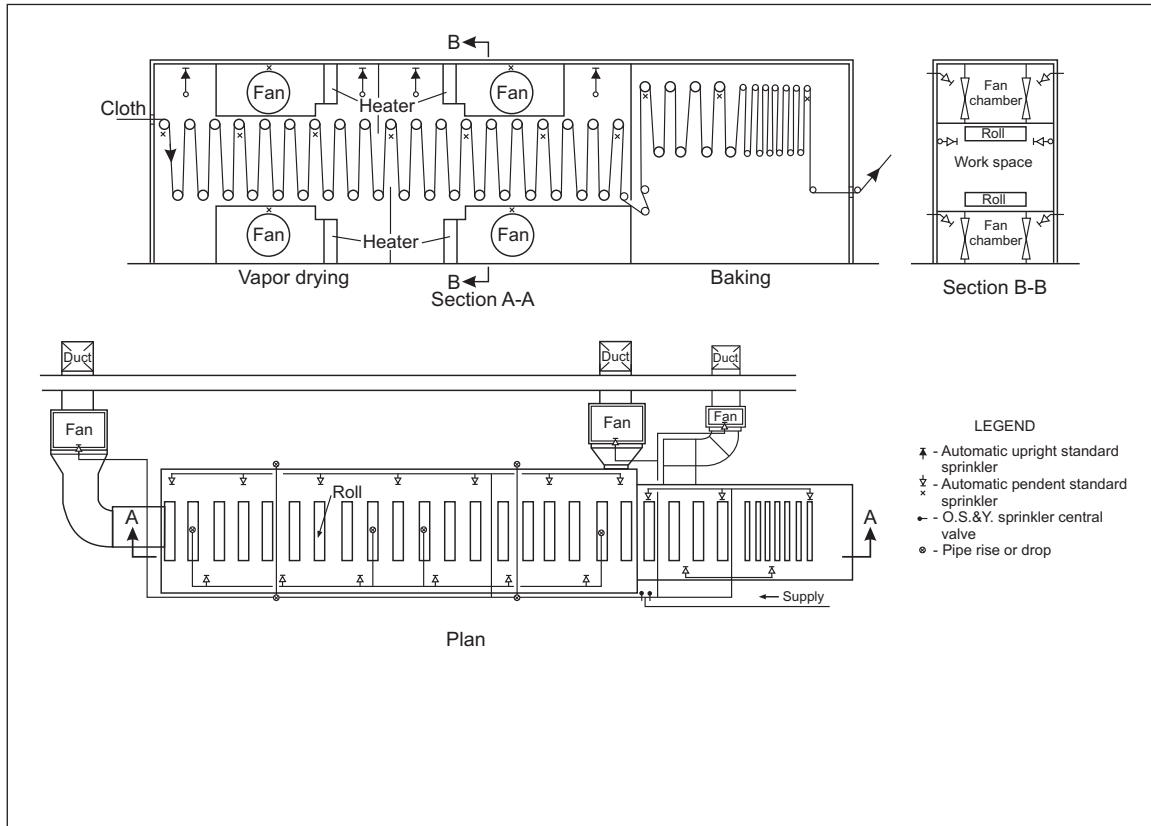 B
Fan
Heater
Fan
Cloth
Fan
Heater
Fan
Vapor drying
B
Section A-A
Baking
Fan
chamber
Roll
Work space
Roll
Fan
chamber
Section B-B
Duct
Duct
Duct
Fan
Fan
Fan
A
Roll
A
Supply
Plan
LEGEND
- Automatic upright standard
sprinkler
- Automatic pendent standard
sprinkler
- O.S.&Y. sprinkler central
valve
- Pipe rise or drop